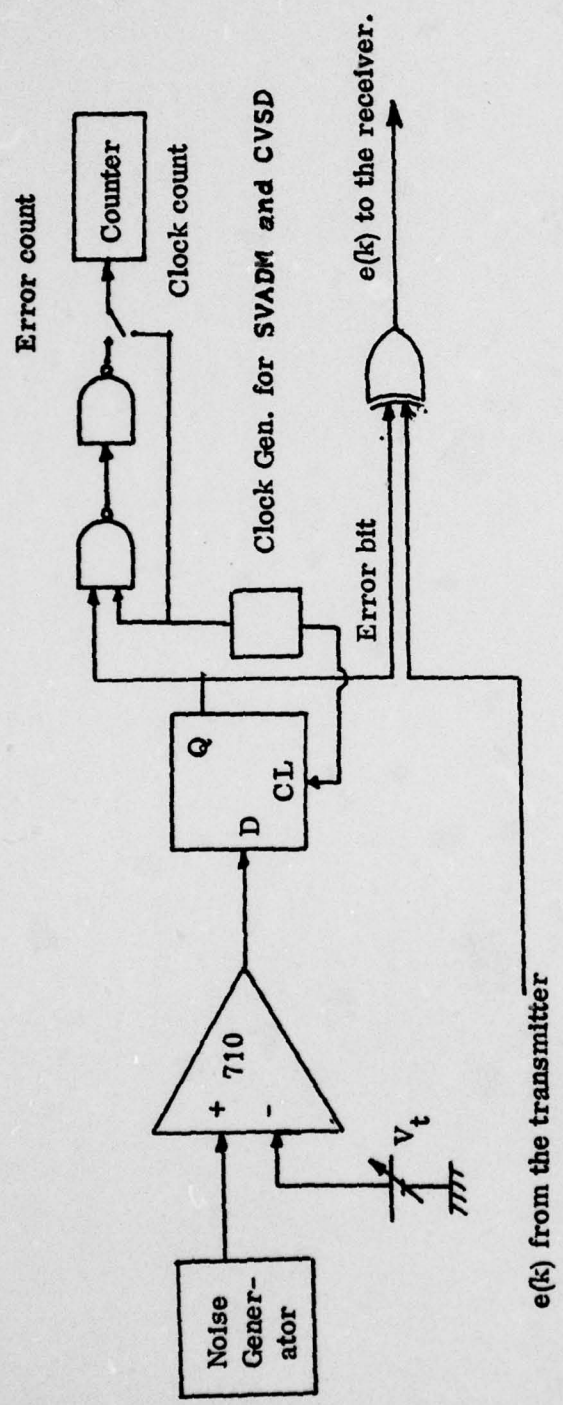 Noise
Gener-
ator
+
-
710
V_t
D
Q
CL
Error count
Counter
Clock count
Clock Gen. for SVADM and CVSD
Error bit
e(k) to the receiver.
e(k) from the transmitter